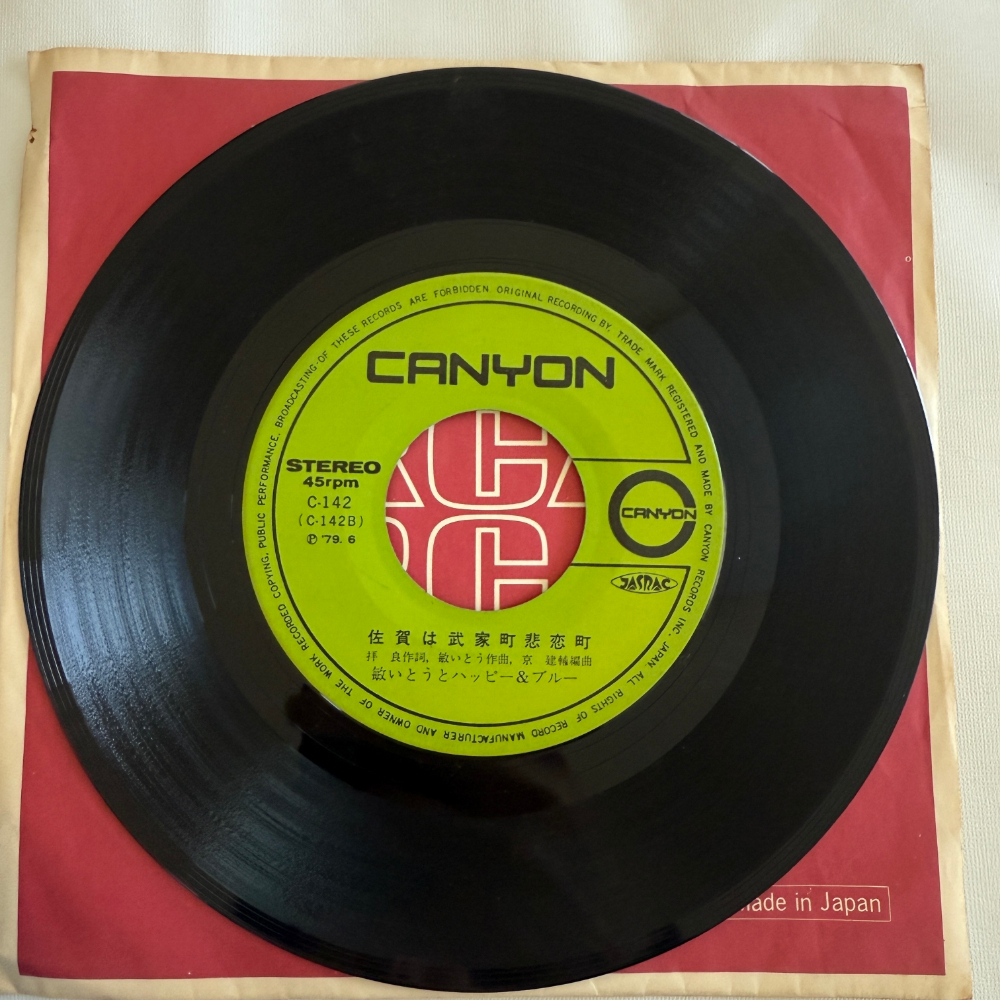 CANYON
STEREO
45rpm
C-142
(C-142B)
Ⓟ '79. 6
CANYON
JASRAC
佐賀は武家町悲恋町
拝 良作詞, 敏いとう作曲, 京 建輔編曲
敏いとうとハッピー&ブルー
TRADE MARK REGISTERED AND MADE BY CANYON RECORDS INC. JAPAN. ALL RIGHTS OF RECORD MANUFACTURER AND OWNER OF THE WORK RECORDED COPYING, PUBLIC PERFORMANCE, BROADCASTING OF THESE RECORDS ARE FORBIDDEN. ORIGINAL RECORDING BY,
in Japan